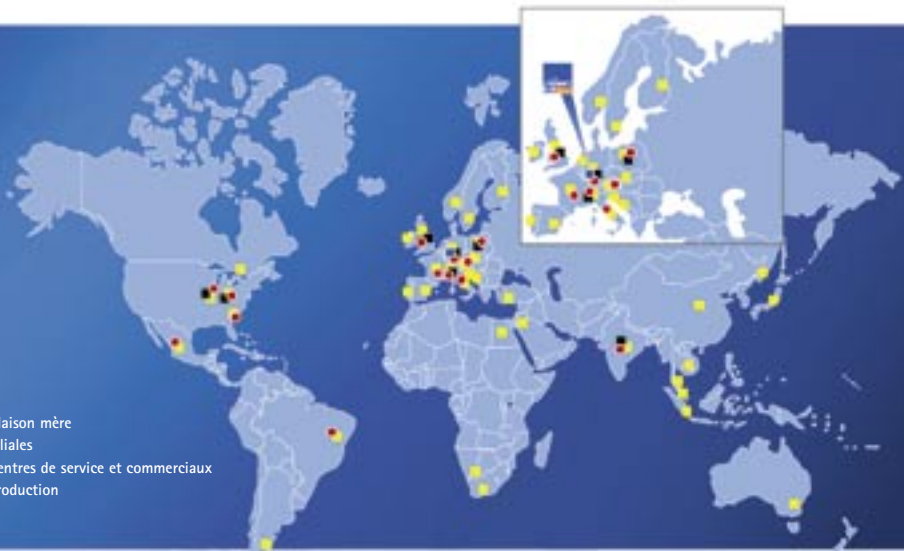 aison mère
liales
entres de service et commerciaux
roduction